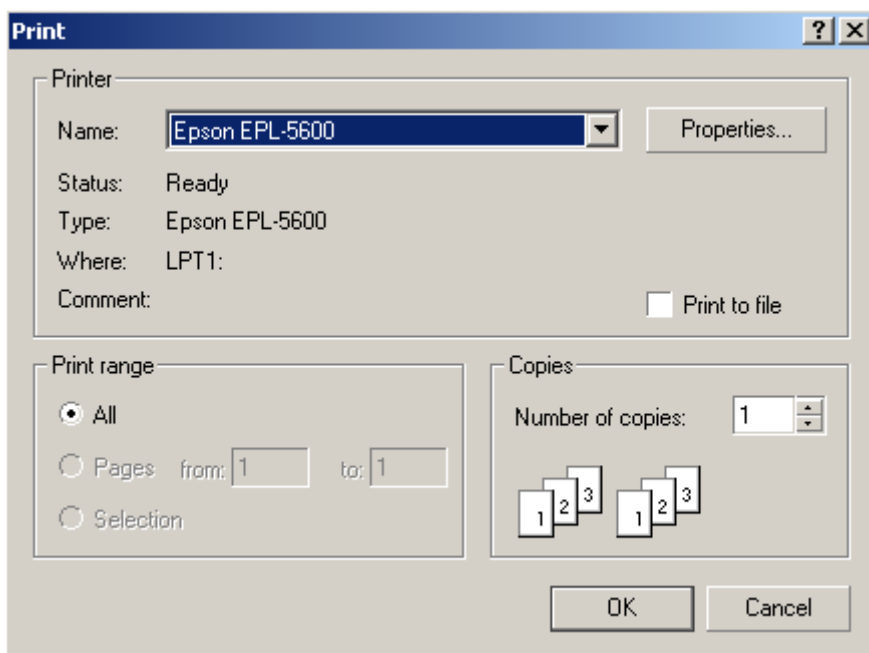 Print
Printer
Name: Epson EPL-5600 Properties...
Status: Ready
Type: Epson EPL-5600
Where: LPT1:
Comment: Print to file
Print range
All
Pages from: 1 to: 1
Selection
Copies
Number of copies: 1
1 2 3 1 2 3
OK Cancel